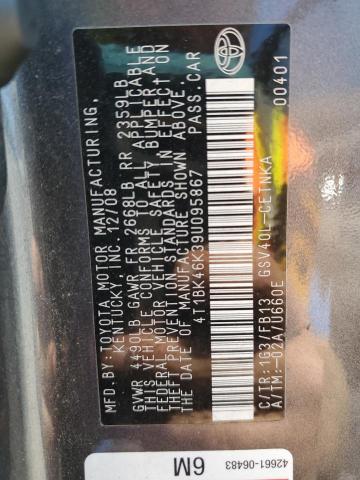 MFD.BY: TOYOTA MOTOR MANUFACTURING,
KENTUCKY, INC. 12/08
GVWR 4490LB GAWR FR 2668LB RR 2359LB
THIS VEHICLE CONFORMS TO ALL APPLICABLE
FEDERAL MOTOR VEHICLE SAFETY, BUMPER, AND
THEFT PREVENTION STANDARDS IN EFFECT ON
THE DATE OF MANUFACTURE SHOWN ABOVE.
4T1BK46K39U095867 PASS.CAR
C/TR:1G3/FB13 GSV40L-CETNKA
A/TM:-02A/U660E 00401
42661-06483
6M